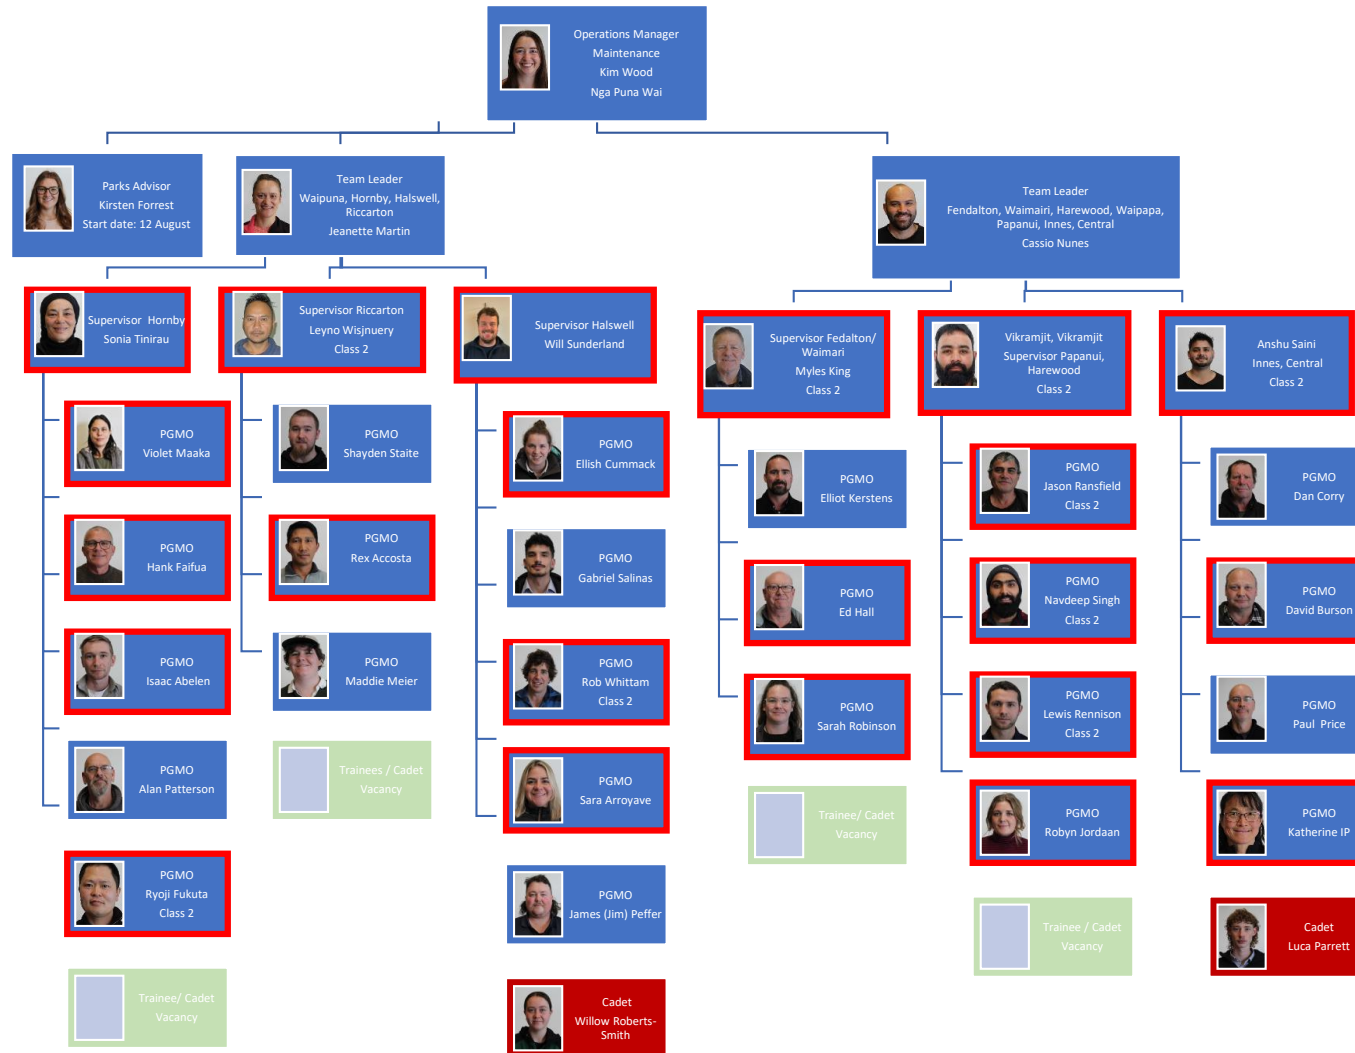 Operations Manager
Maintenance
Kim Wood
Nga Puna Wai
Parks Advisor
Kirsten Forrest
Start date: 12 August
Team Leader
Waipuna, Hornby, Halswell,
Riccarton
Jeanette Martin
Team Leader
Fendalton, Waimairi, Harewood, Waipapa,
Papanui, Innes, Central
Cassio Nunes
Supervisor Hornby
Sonia Tinirau
Supervisor Riccarton
Leyno Wisjnuery
Class 2
Supervisor Halswell
Will Sunderland
Supervisor Fedalton/
Waimari
Myles King
Class 2
Vikramjit, Vikramjit
Supervisor Papanui,
Harewood
Class 2
Anshu Saini
Innes, Central
Class 2
PGMO
Violet Maaka
PGMO
Hank Faifua
PGMO
Isaac Abelen
PGMO
Alan Patterson
PGMO
Ryoji Fukuta
Class 2
Trainee/ Cadet
Vacancy
PGMO
Shayden Staite
PGMO
Rex Accosta
PGMO
Maddie Meier
Trainees / Cadet
Vacancy
PGMO
Ellish Cummack
PGMO
Gabriel Salinas
PGMO
Rob Whittam
Class 2
PGMO
Sara Arroyave
PGMO
James (Jim) Peffer
Cadet
Willow Roberts-
Smith
PGMO
Elliot Kerstens
PGMO
Ed Hall
PGMO
Sarah Robinson
Trainee/ Cadet
Vacancy
PGMO
Jason Ransfield
Class 2
PGMO
Navdeep Singh
Class 2
PGMO
Lewis Rennison
Class 2
PGMO
Robyn Jordaan
Trainee / Cadet
Vacancy
PGMO
Dan Corry
PGMO
David Burson
PGMO
Paul Price
PGMO
Katherine IP
Cadet
Luca Parrett